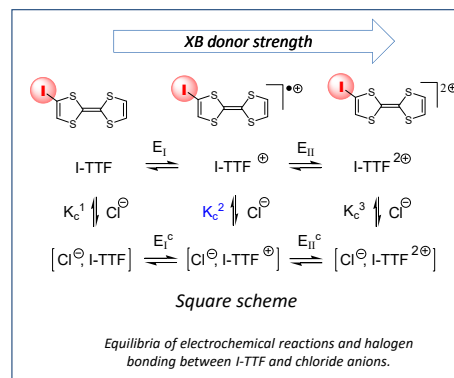 XB donor strength
I S S S S I S S S S •⊕ I S S S S 2⊕
I-TTF E_I I-TTF ⊕ E_II I-TTF 2⊕
K_c^1 Cl⊖ K_c^2 Cl⊖ K_c^3 Cl⊖
[Cl⊖, I-TTF] E_I^c [Cl⊖, I-TTF⊕] E_II^c [Cl⊖, I-TTF 2⊕]
Square scheme
Equilibria of electrochemical reactions and halogen
bonding between I-TTF and chloride anions.